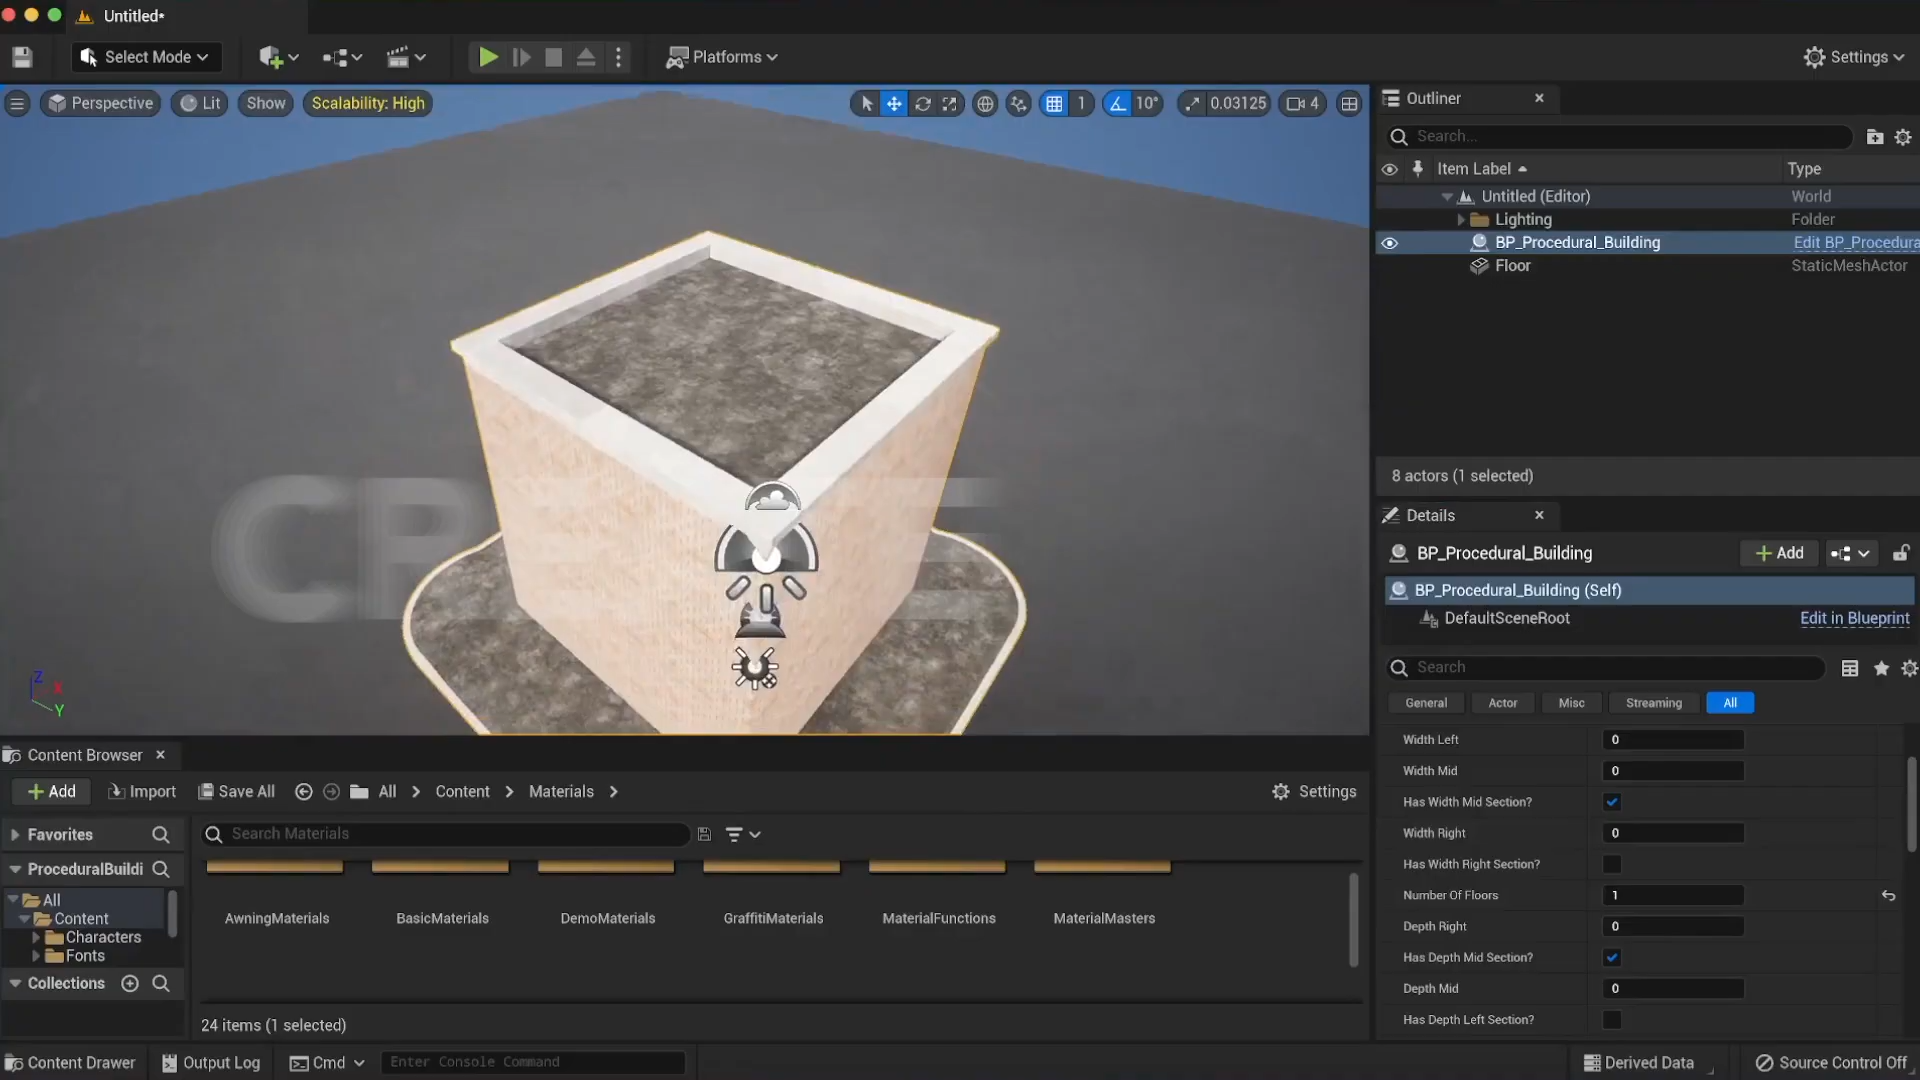 Untitled*
Select Mode
Platforms
Settings
Perspective
Lit
Show
Scalability: High
1
10°
0.03125
4
Outliner
Search...
Item Label
Type
Untitled (Editor)
World
Lighting
Folder
BP_Procedural_Building
Edit BP_Procedura
Floor
StaticMeshActor
8 actors (1 selected)
Details
BP_Procedural_Building
Add
BP_Procedural_Building (Self)
DefaultSceneRoot
Edit in Blueprint
Search
General
Actor
Misc
Streaming
All
Width Left
0
Width Mid
0
Has Width Mid Section?
Width Right
0
Has Width Right Section?
Number Of Floors
1
Depth Right
0
Has Depth Mid Section?
Depth Mid
0
Has Depth Left Section?
Z
X
Y
Content Browser
Add
Import
Save All
All
Content
Materials
Settings
Favorites
Search Materials
ProceduralBuildi
All
Content
Characters
Fonts
Collections
AwningMaterials
BasicMaterials
DemoMaterials
GraffitiMaterials
MaterialFunctions
MaterialMasters
24 items (1 selected)
Content Drawer
Output Log
Cmd
Enter Console Command
Derived Data
Source Control Off